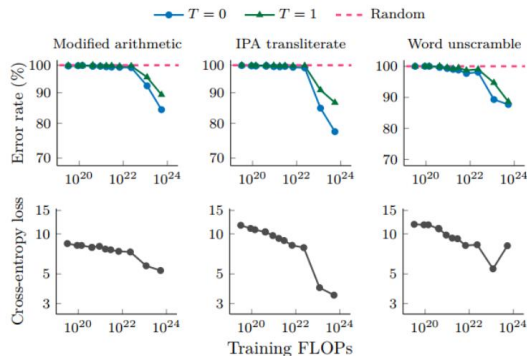 T = 0 T = 1 Random
Modified arithmetic IPA transliterate Word unscramble
Error rate (%)
100 100 100
90 90
80 80 90
70 70 70
10^20 10^22 10^24 10^20 10^22 10^24 10^20 10^22 10^24
Cross-entropy loss
15 15 15
10 10 10
5 5 5
3 3 3
10^20 10^22 10^24 10^20 10^22 10^24 10^20 10^22 10^24
Training FLOPs